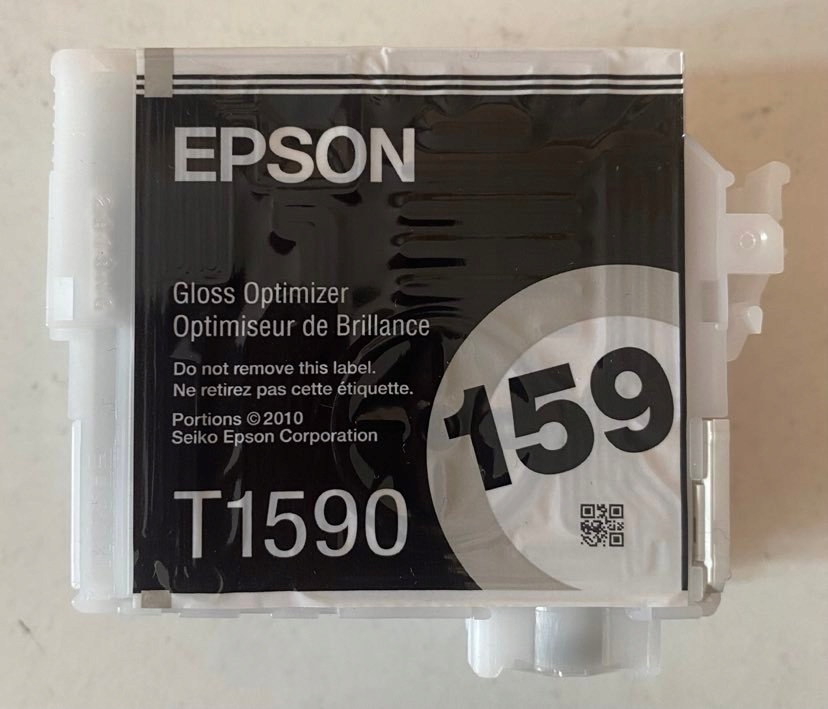 EPSON
Gloss Optimizer
Optimiseur de Brillance
Do not remove this label.
Ne retirez pas cette étiquette.
Portions © 2010
Seiko Epson Corporation
159
T1590